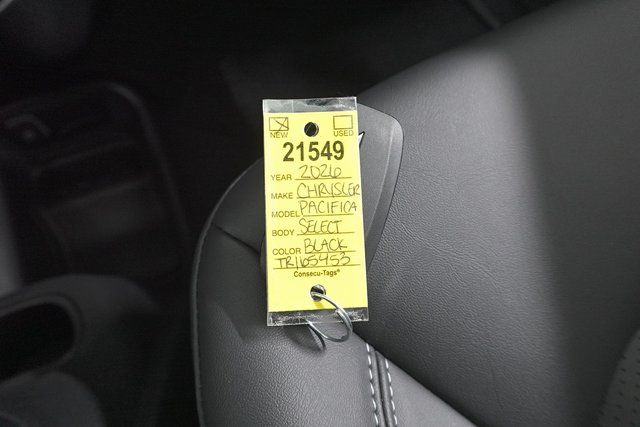 NEW USED
21549
YEAR 2026
MAKE CHRYSLER
MODEL PACIFICA
BODY SELECT
COLOR BLACK
TR165453
Consecu-Tags®